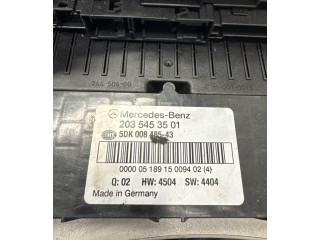 Mercedes-Benz
203 545 35 01
5DK 008 485-43
0000 05 189 15 0094 02 (4)
Q: 02 HW: 4504 SW: 4404
Made in Germany